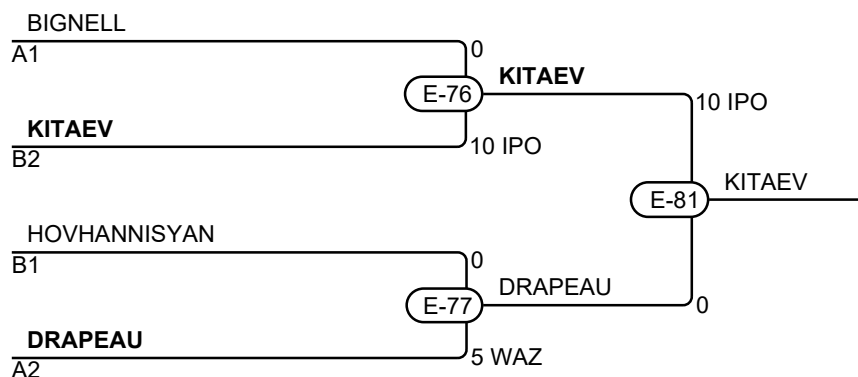 BIGNELL
A1
0
E-76
KITAEV
10 IPO
KITAEV
B2
10 IPO
E-81
KITAEV
HOVHANNISYAN
B1
0
E-77
DRAPEAU
0
DRAPEAU
A2
5 WAZ